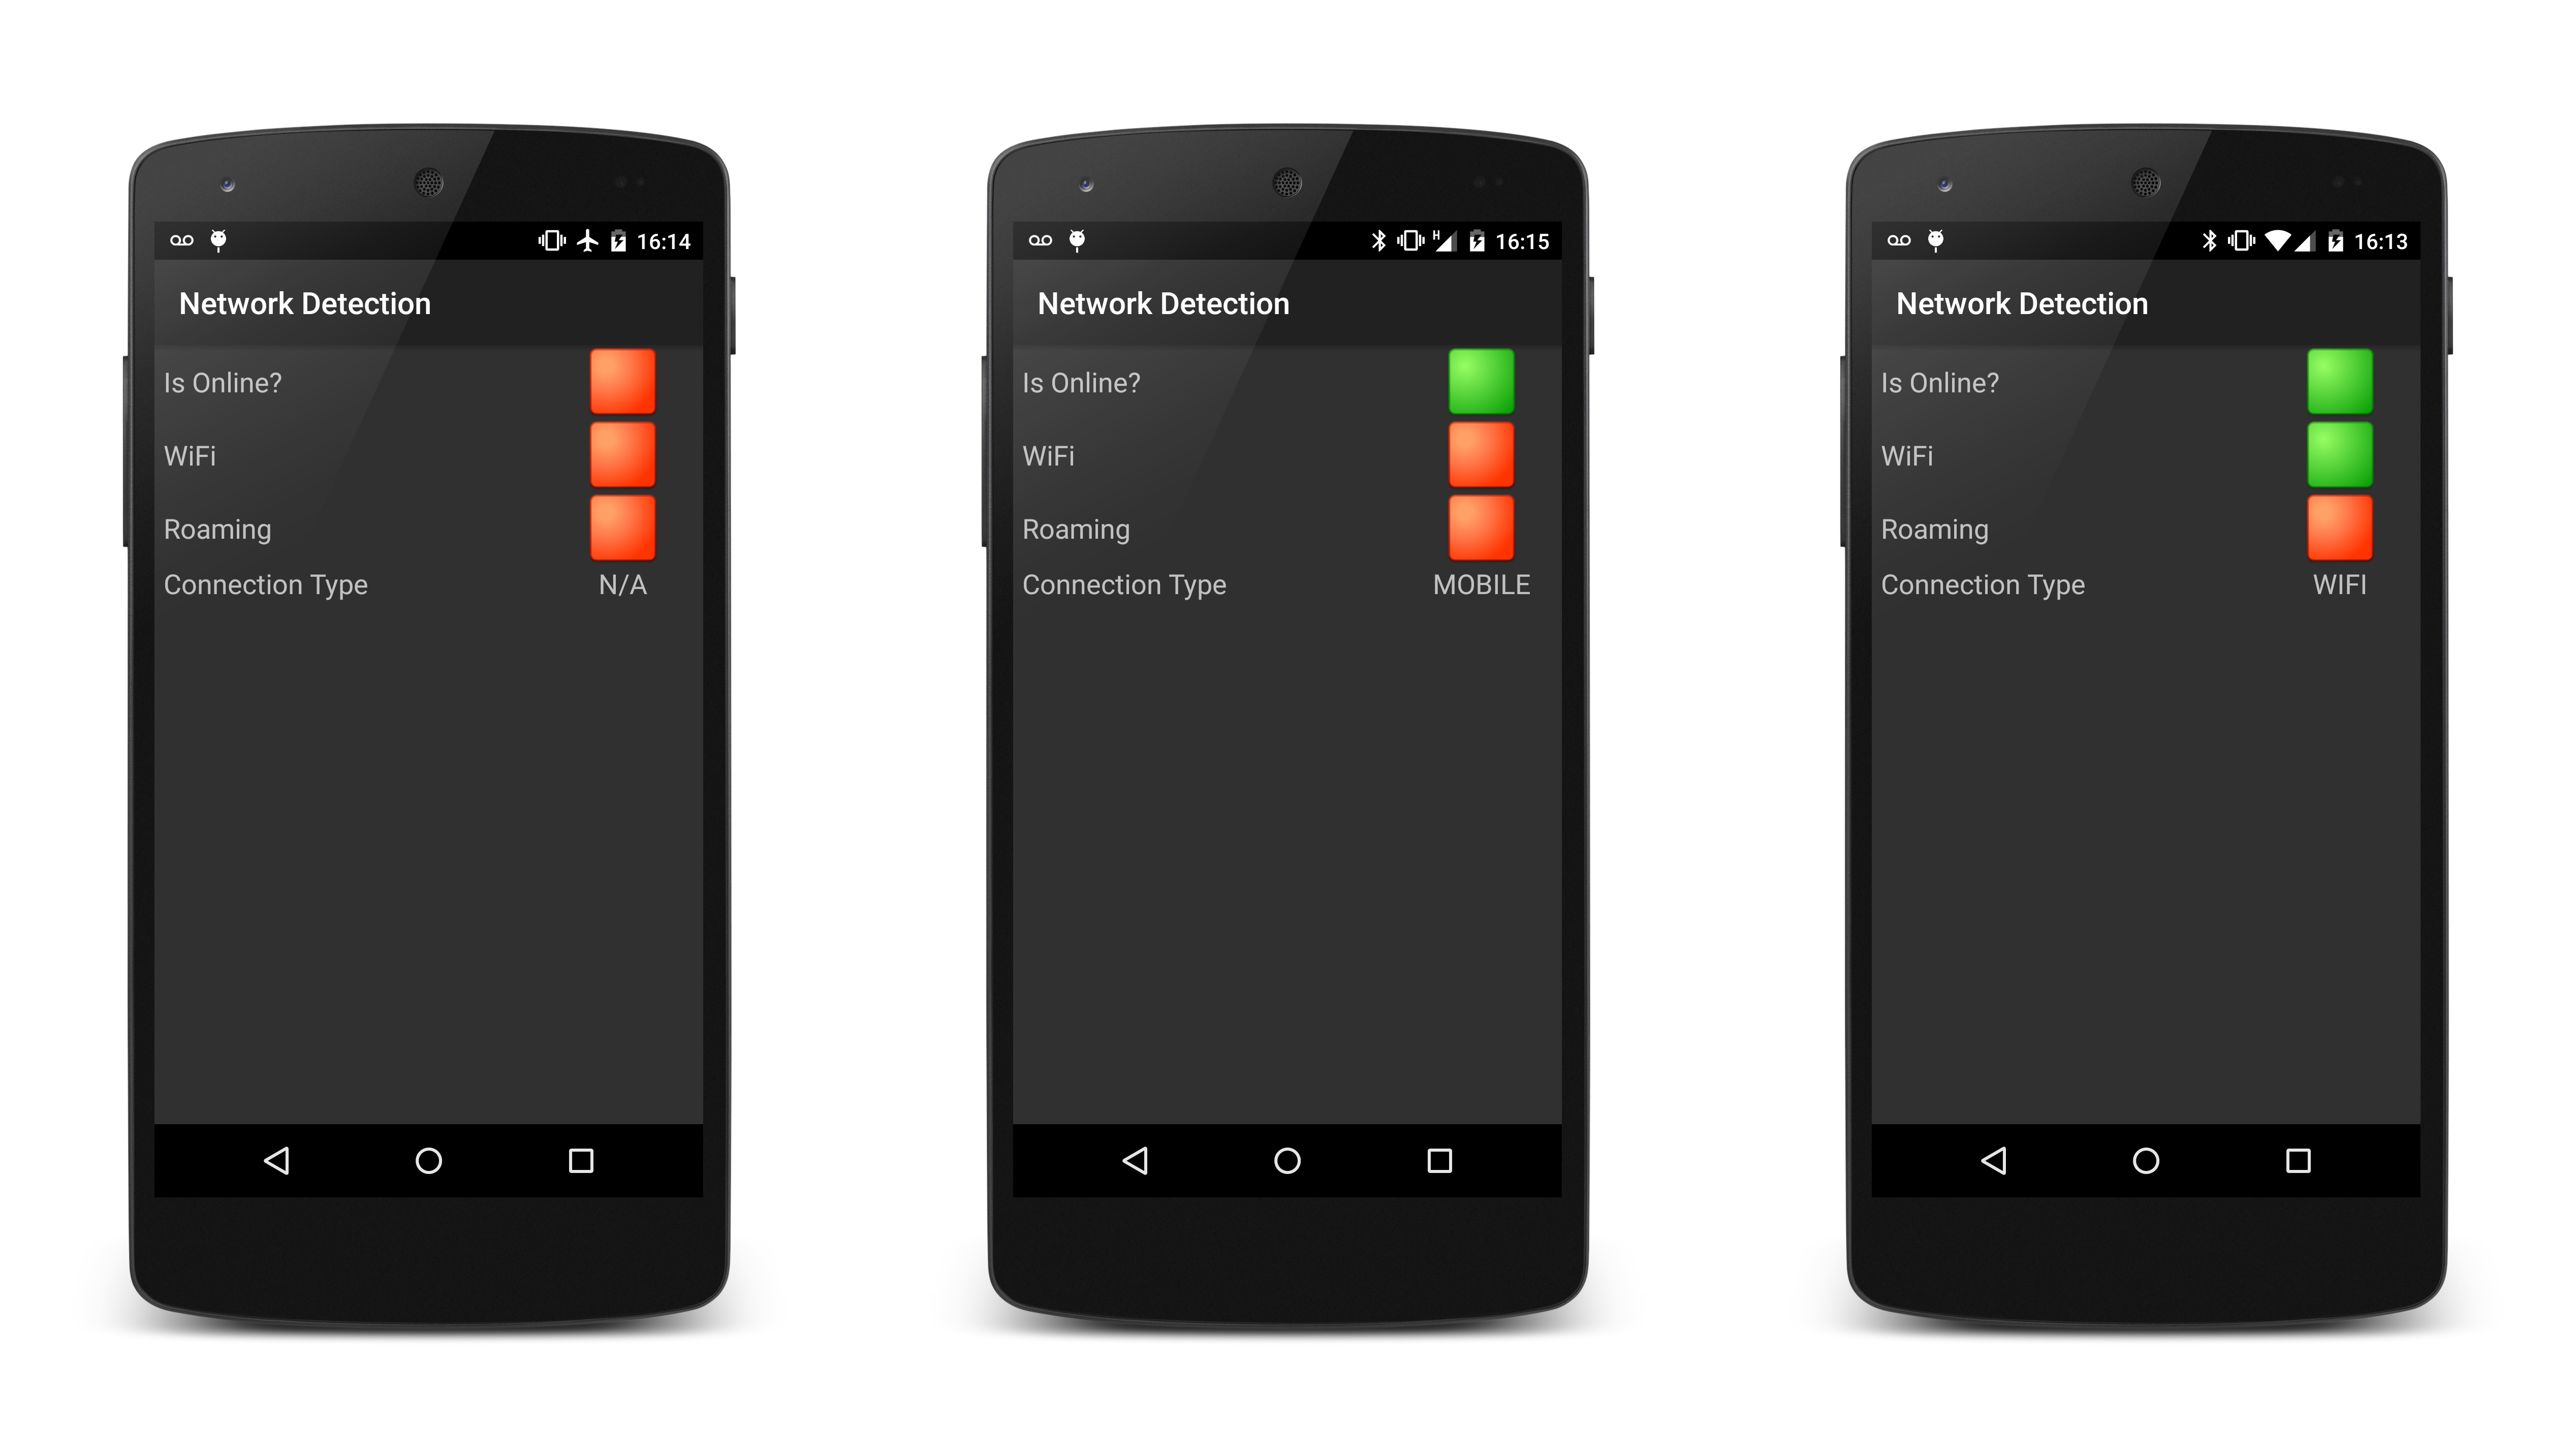 16:14
Network Detection
Is Online?
WiFi
Roaming
Connection Type N/A
H 16:15
Network Detection
Is Online?
WiFi
Roaming
Connection Type MOBILE
16:13
Network Detection
Is Online?
WiFi
Roaming
Connection Type WIFI